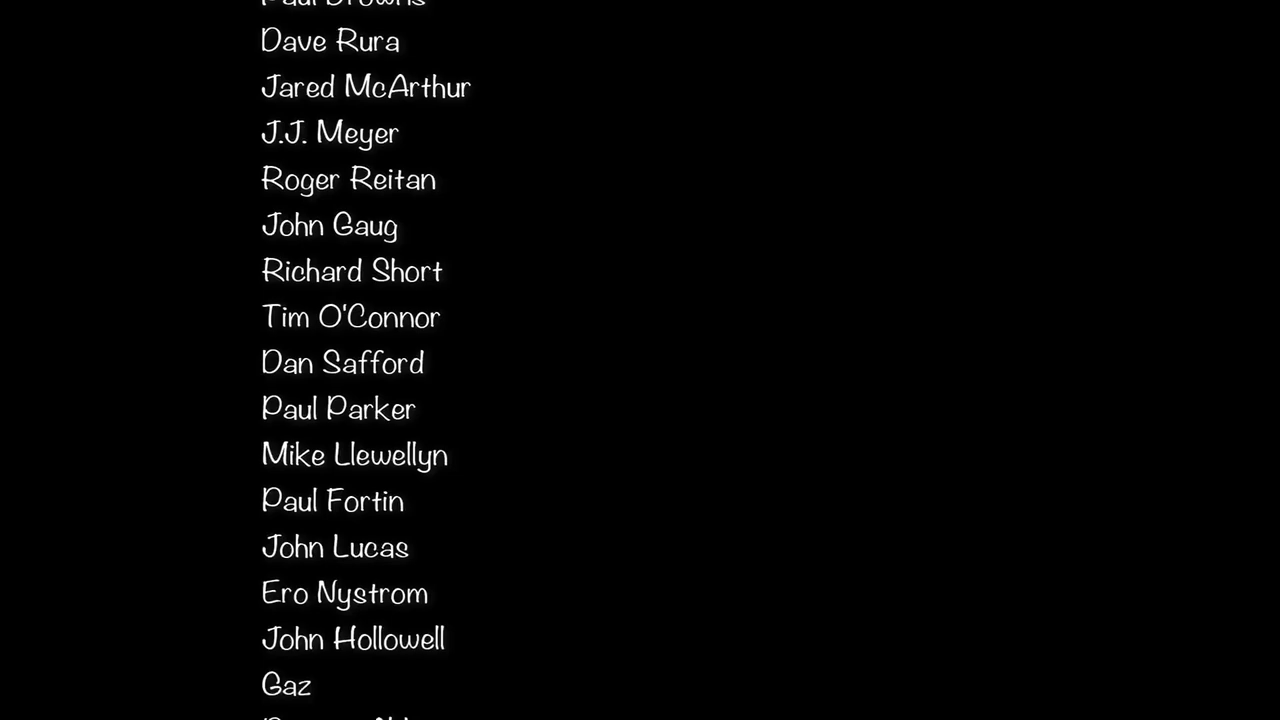 Dave Rura
Jared McArthur
J.J. Meyer
Roger Reitan
John Gaug
Richard Short
Tim O'Connor
Dan Safford
Paul Parker
Mike Llewellyn
Paul Fortin
John Lucas
Ero Nystrom
John Hollowell
Gaz